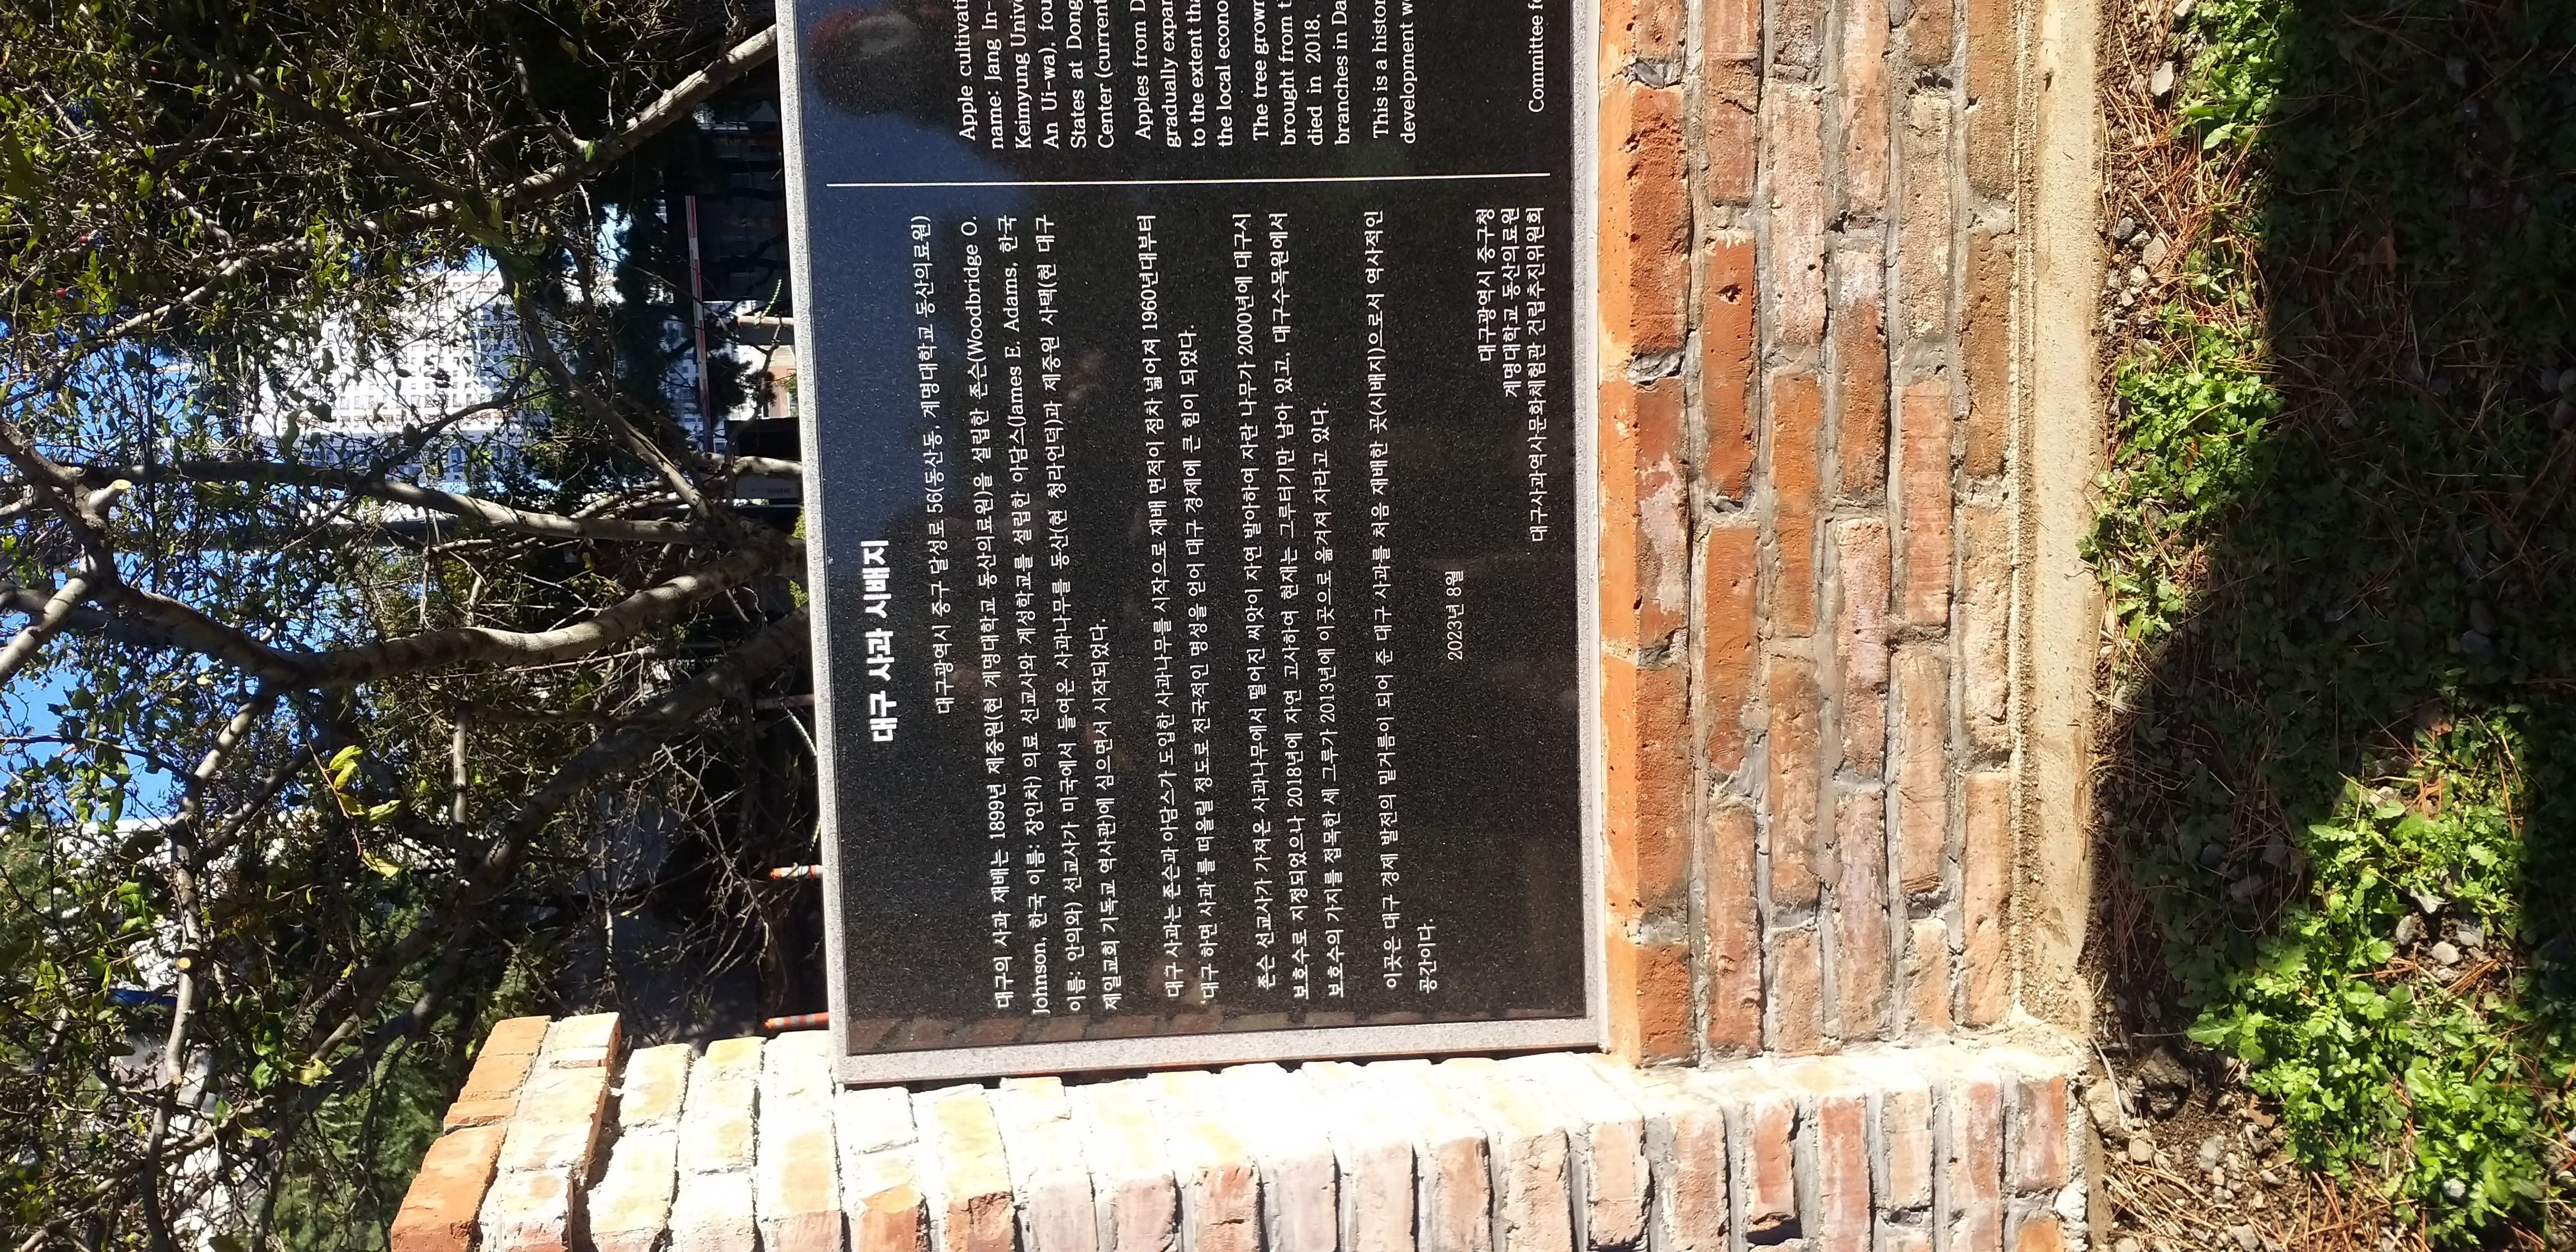 대구 사과 시배지
대구광역시 중구 달성로 56(동산동, 계명대학교 동산의료원)
대구의 사과 재배는 1899년 제중원(현 계명대학교 동산의료원)을 설립한 존슨(Woodbridge O.
Johnson, 한국 이름: 장인차) 의료 선교사와 계성학교를 설립한 아담스(James E. Adams, 한국
이름: 안의와) 선교사가 미국에서 들여온 사과나무를 동산(현 청라언덕)과 제중원 사택(현 대구
제일교회 기독교 역사관)에 심으면서 시작되었다.
대구 사과는 존슨과 아담스가 도입한 사과나무를 시작으로 재배 면적이 점차 넓어져 1960년대부터
'대구 하면 사과'를 떠올릴 정도로 전국적인 명성을 얻어 대구 경제에 큰 힘이 되었다.
존슨 선교사가 가져온 사과나무에서 떨어진 씨앗이 자연 발아하여 자란 나무가 2000년에 대구시
보호수로 지정되었으나 2018년에 자연 고사하여 현재는 그루터기만 남아 있고, 대구수목원에서
보호수의 가지를 접목한 세 그루가 2013년에 이곳으로 옮겨져 자라고 있다.
이곳은 대구 경제 발전의 밑거름이 되어 준 대구 사과를 처음 재배한 곳(시배지)으로서 역사적인
공간이다.
2023년 8월
대구광역시 중구청
계명대학교 동산의료원
대구사과역사문화체험관 건립추진위원회
Apple cultivati
name: Jang In-
Keimyung Unive
An Ui-wa), fou
States at Dong
Center (current
Apples from D
gradually expan
to the extent tha
the local econo
The tree grown
brought from t
died in 2018.
branches in Da
This is a histor
development w
Committee fo